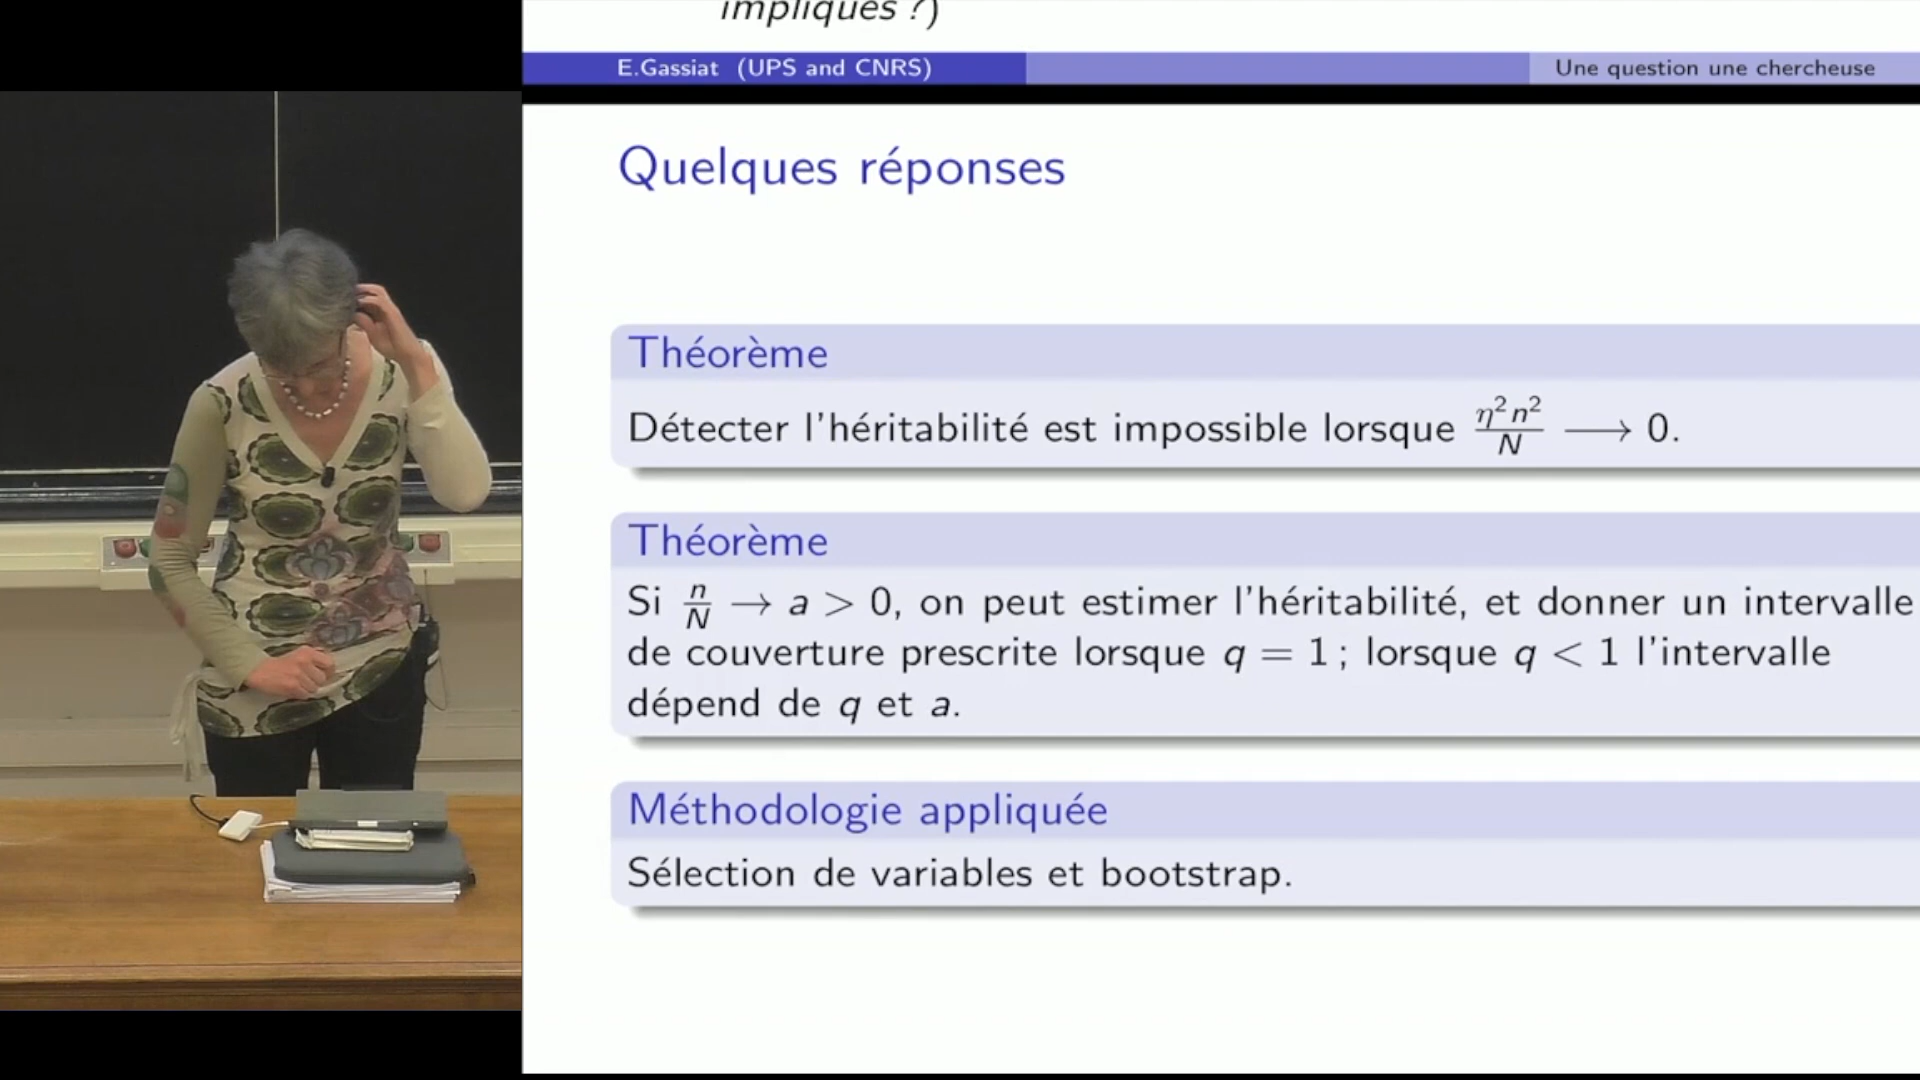 impliqués ?)
E.Gassiat (UPS and CNRS)
Une question une chercheuse
Quelques réponses
Théorème
Détecter l'héritabilité est impossible lorsque η²n²/N ⟶ 0.
Théorème
Si n/N → a > 0, on peut estimer l'héritabilité, et donner un intervalle
de couverture prescrite lorsque q = 1 ; lorsque q < 1 l'intervalle
dépend de q et a.
Méthodologie appliquée
Sélection de variables et bootstrap.